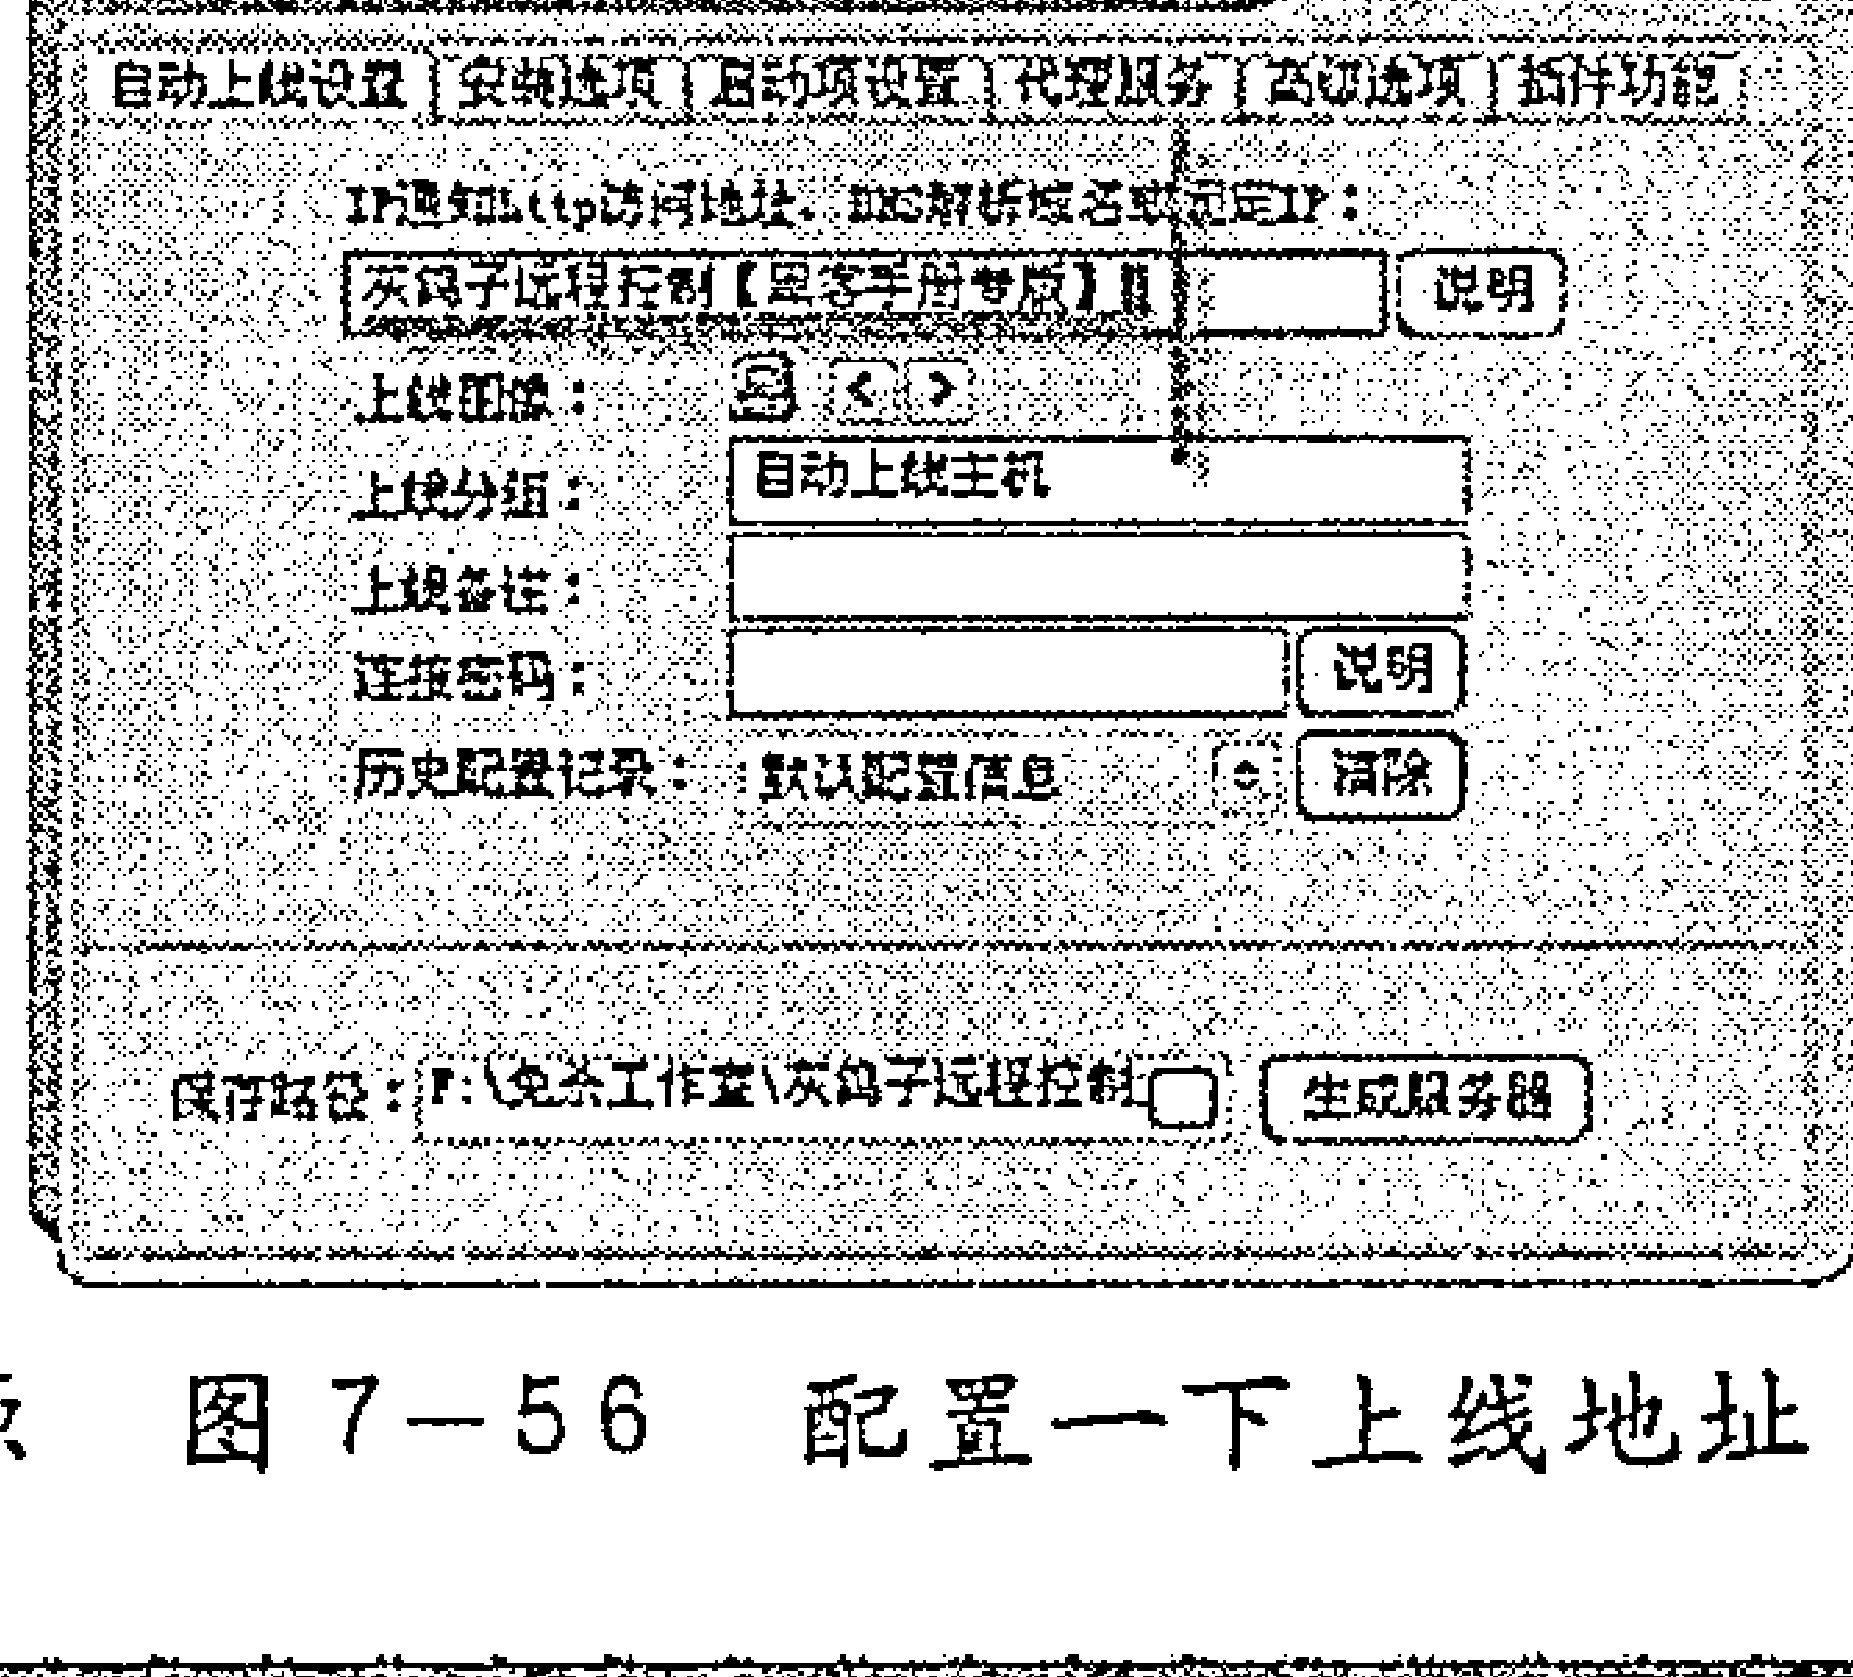 自动上线设置 安装选项 启动项设置 代理服务 高级选项 插件功能
IP通知http访问地址、DNS解析域名或固定IP：
灰鸽子远程控制【黑客手册专版】 说明
上线图像： < >
上线分组： 自动上线主机
上线备注：
连接密码： 说明
历史配置记录： 默认配置信息 清除
保存路径： F:\免杀工作室\灰鸽子远程控制 生成服务器
图7－56 配置一下上线地址